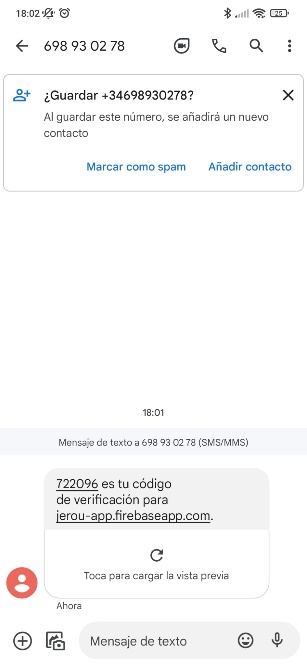 18:02
25
698 93 02 78
¿Guardar +34698930278?
Al guardar este número, se añadirá un nuevo
contacto
Marcar como spam
Añadir contacto
18:01
Mensaje de texto a 698 93 02 78 (SMS/MMS)
722096 es tu código
de verificación para
jerou-app.firebaseapp.com.
Toca para cargar la vista previa
Ahora
Mensaje de texto